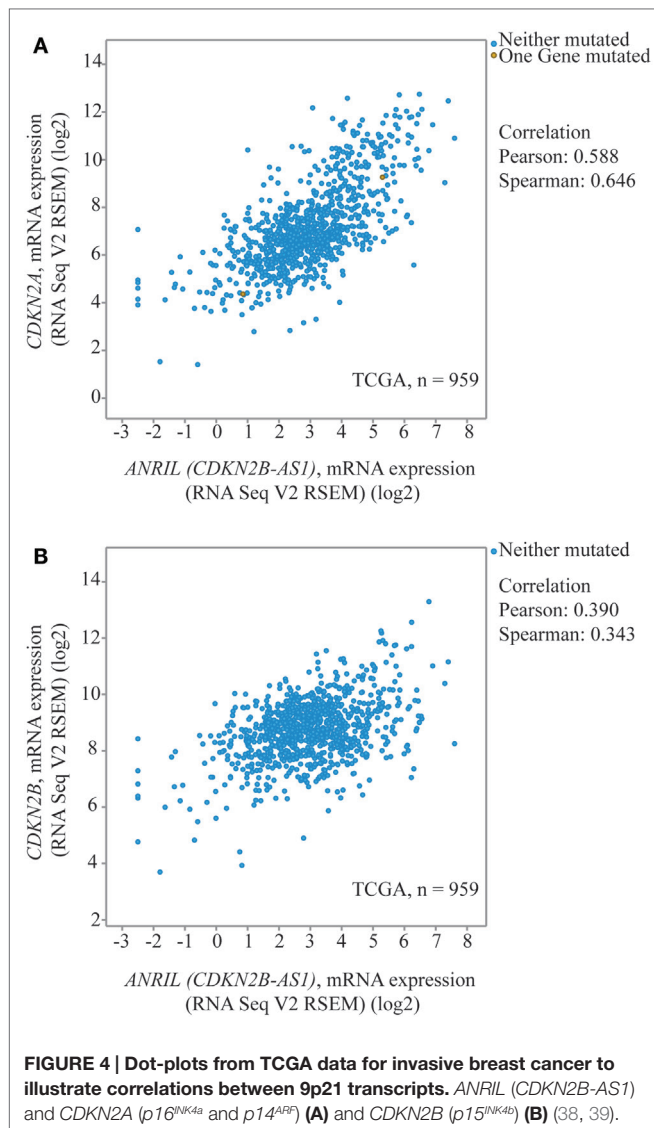 A
Neither mutated
One Gene mutated
Correlation
Pearson: 0.588
Spearman: 0.646
CDKN2A, mRNA expression
(RNA Seq V2 RSEM) (log2)
14
12
10
8
6
4
2
0
TCGA, n = 959
-3 -2 -1 0 1 2 3 4 5 6 7 8
ANRIL (CDKN2B-AS1), mRNA expression
(RNA Seq V2 RSEM) (log2)
B
Neither mutated
Correlation
Pearson: 0.390
Spearman: 0.343
CDKN2B, mRNA expression
(RNA Seq V2 RSEM) (log2)
14
12
10
8
6
4
2
TCGA, n = 959
-3 -2 -1 0 1 2 3 4 5 6 7 8
ANRIL (CDKN2B-AS1), mRNA expression
(RNA Seq V2 RSEM) (log2)
FIGURE 4 | Dot-plots from TCGA data for invasive breast cancer to
illustrate correlations between 9p21 transcripts. ANRIL (CDKN2B-AS1)
and CDKN2A (p16INK4a and p14ARF) (A) and CDKN2B (p15INK4b) (B) (38, 39).